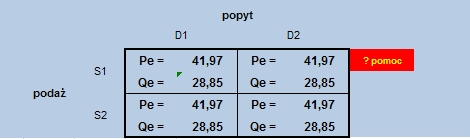 popyt
D1 D2
S1 Pe = 41,97 Pe = 41,97 ? pomoc
Qe = 28,85 Qe = 28,85
podaż
S2 Pe = 41,97 Pe = 41,97
Qe = 28,85 Qe = 28,85